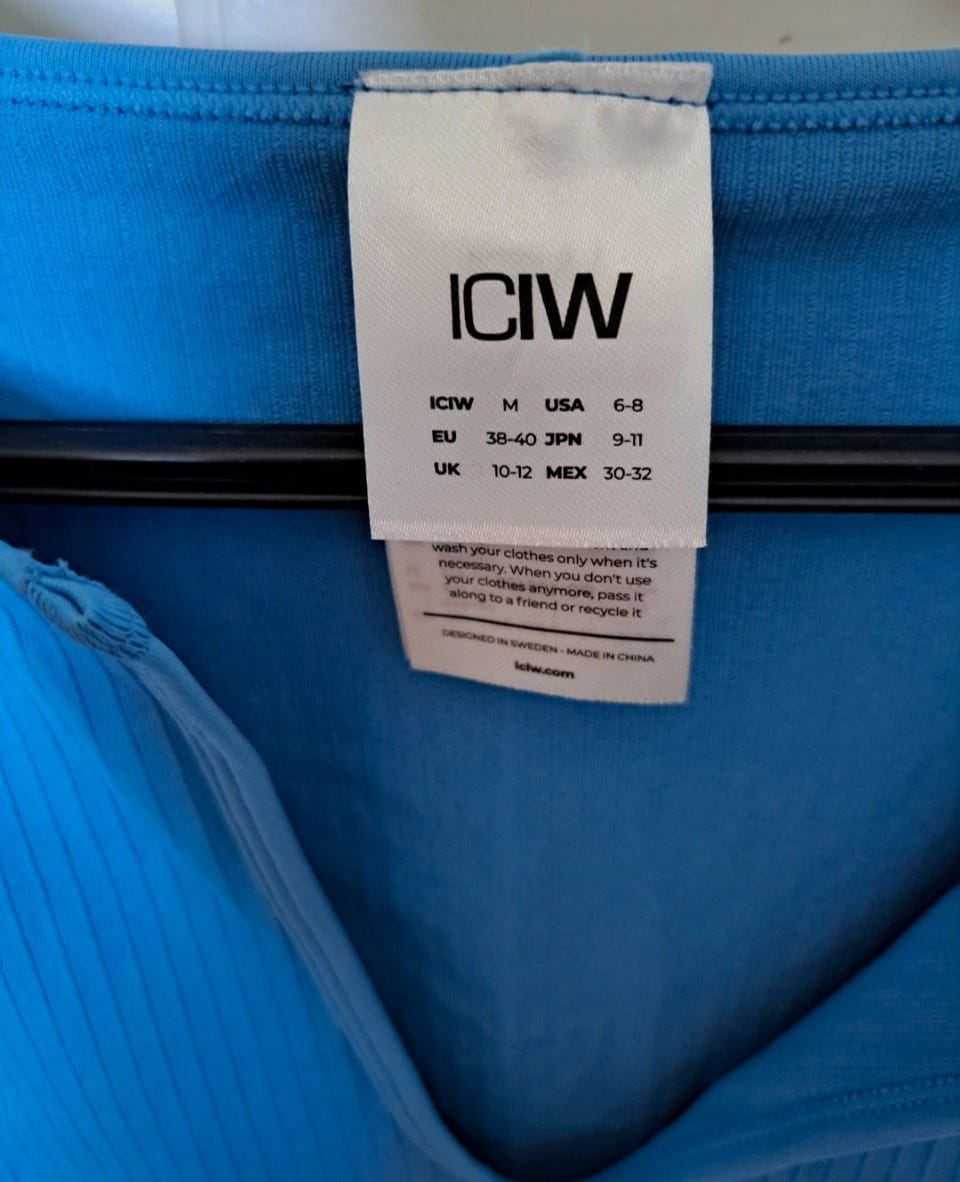 ICIW
ICIW M USA 6-8
EU 38-40 JPN 9-11
UK 10-12 MEX 30-32
wash your clothes only when it's
necessary. When you don't use
your clothes anymore, pass it
along to a friend or recycle it
DESIGNED IN SWEDEN - MADE IN CHINA
iciw.com